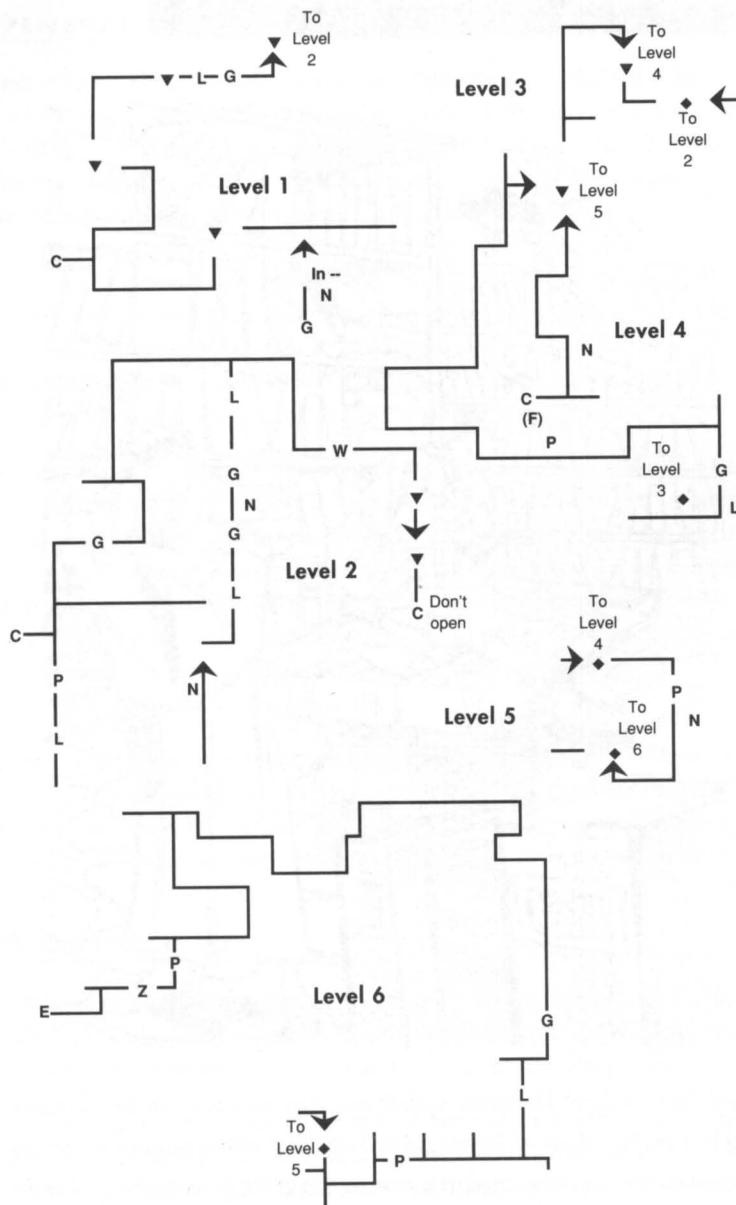 To
Level
2
L G
Level 1
C
In --
N
G
Level 3
To
Level
4
To
Level
2
To
Level
5
Level 4
N
C
(F)
P
To
Level
3
G
L
L
W
G
N
G
G
L
Level 2
C
P
L
N
C
Don't
open
To
Level
4
P
N
Level 5
To
Level
6
P
Z
E
Level 6
G
L
To
Level
5
P